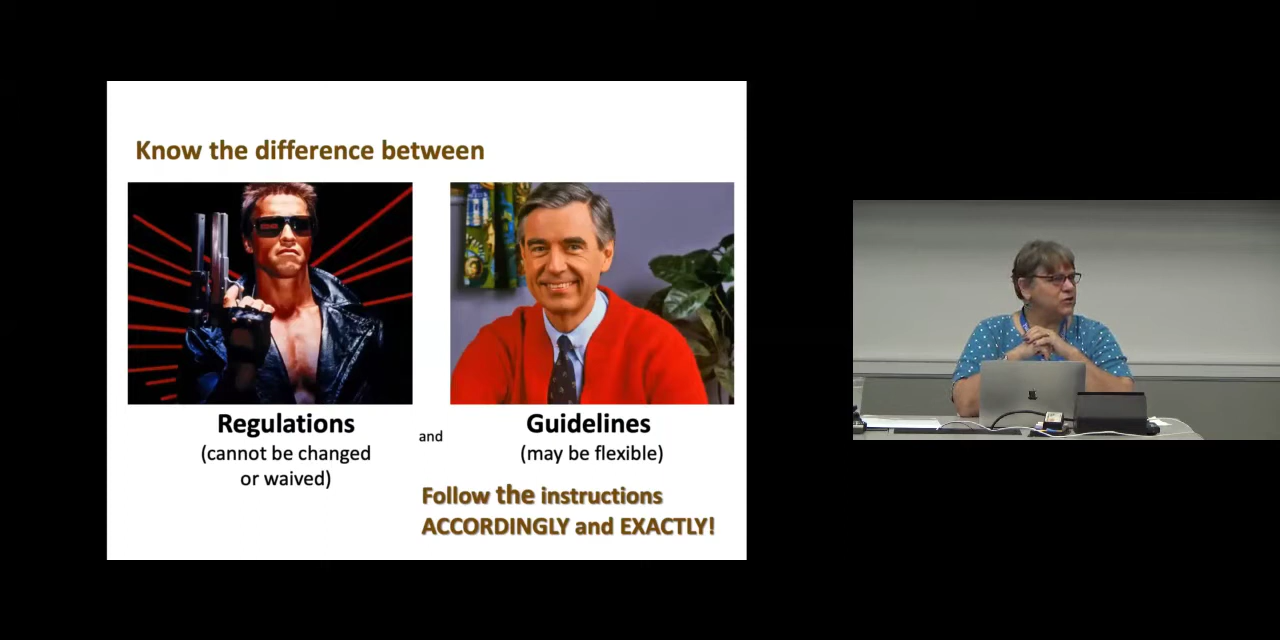 Know the difference between
Regulations
(cannot be changed
or waived)
and
Guidelines
(may be flexible)
Follow the instructions
ACCORDINGLY and EXACTLY!